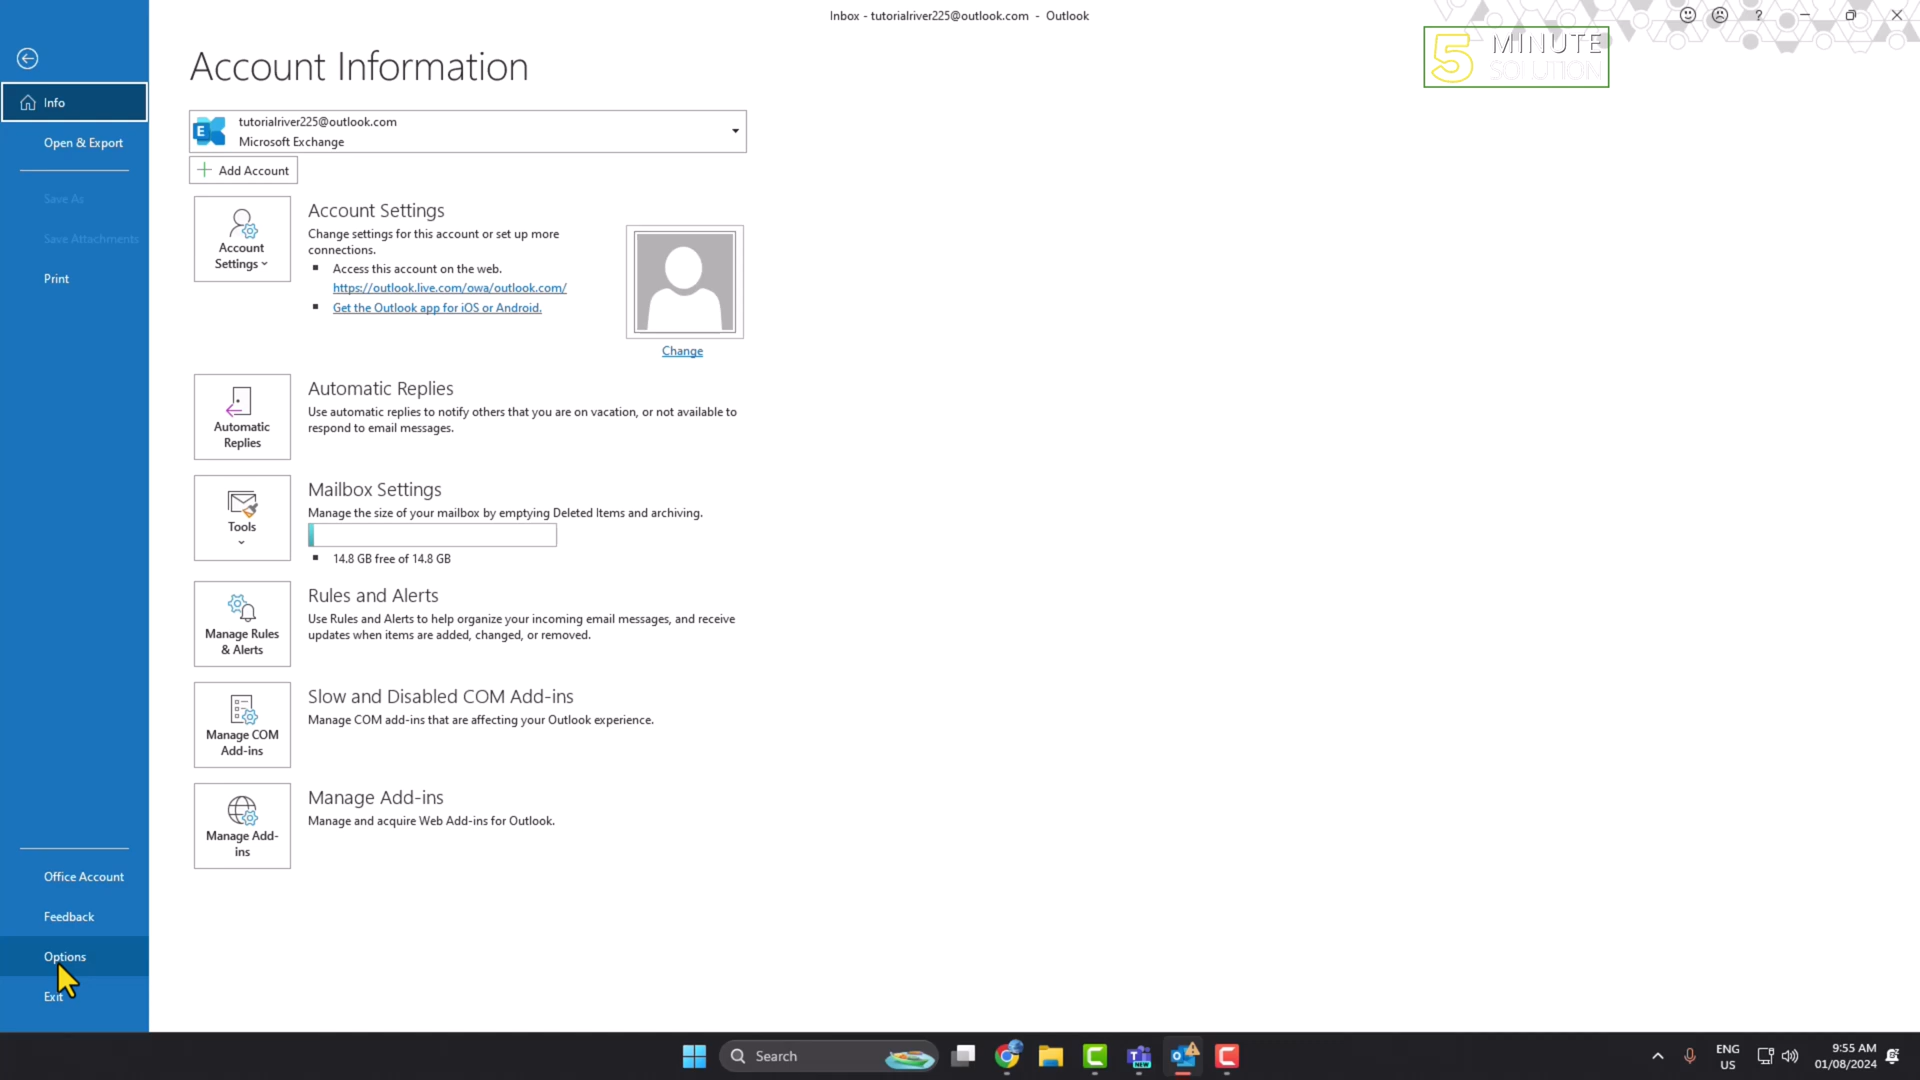 Inbox - tutorialriver225@outlook.com - Outlook
?
5 MINUTE
SOLUTION
Account Information
Info
Open & Export
Save As
Save Attachments
Print
Office Account
Feedback
Options
Exit
E
tutorialriver225@outlook.com
Microsoft Exchange
Add Account
Account
Settings
Account Settings
Change settings for this account or set up more
connections.
Access this account on the web.
https://outlook.live.com/owa/outlook.com/
Get the Outlook app for iOS or Android.
Change
Automatic
Replies
Automatic Replies
Use automatic replies to notify others that you are on vacation, or not available to
respond to email messages.
Tools
Mailbox Settings
Manage the size of your mailbox by emptying Deleted Items and archiving.
14.8 GB free of 14.8 GB
Manage Rules
& Alerts
Rules and Alerts
Use Rules and Alerts to help organize your incoming email messages, and receive
updates when items are added, changed, or removed.
Manage COM
Add-ins
Slow and Disabled COM Add-ins
Manage COM add-ins that are affecting your Outlook experience.
Manage Add-
ins
Manage Add-ins
Manage and acquire Web Add-ins for Outlook.
Search
NEW
ENG
US
9:55 AM
01/08/2024